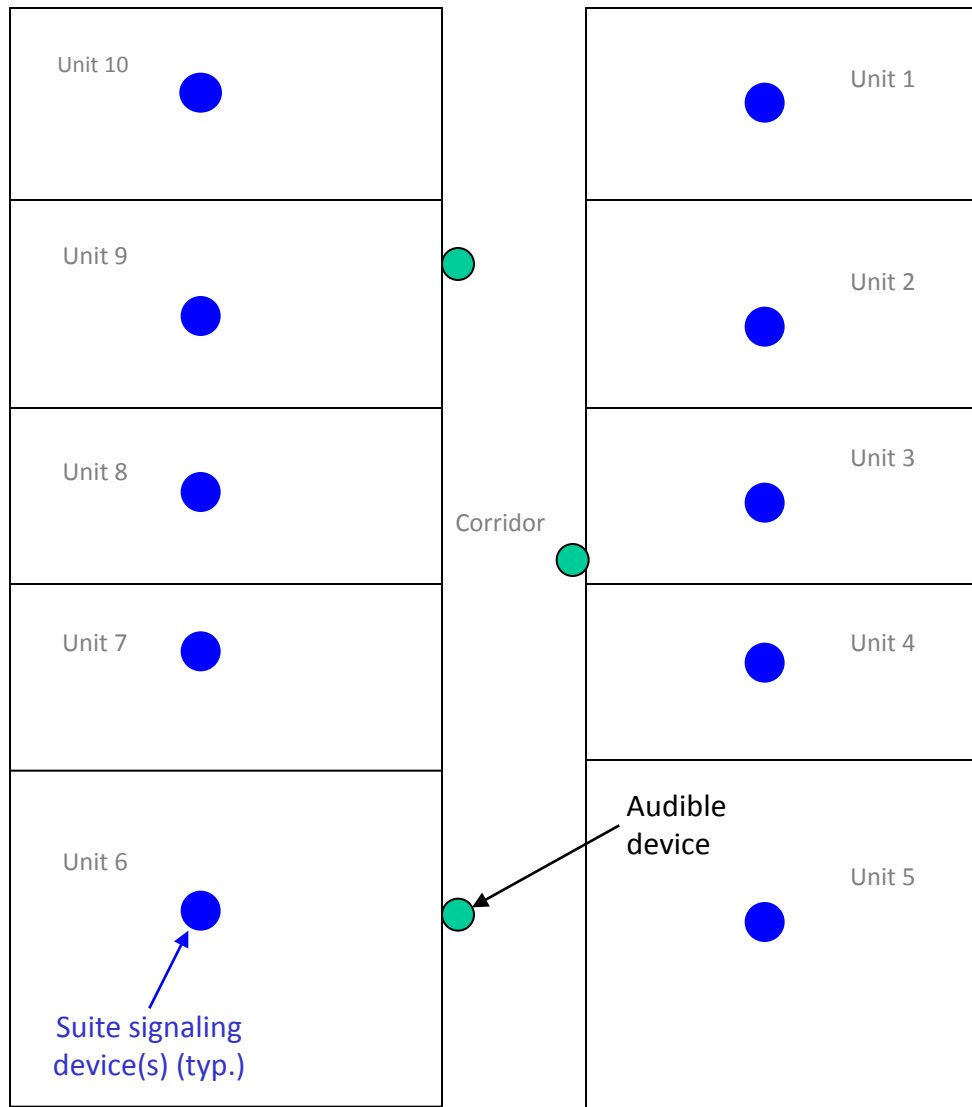 Unit 10
Unit 1
Unit 9
Unit 2
Unit 8
Unit 3
Corridor
Unit 7
Unit 4
Audible
device
Unit 6
Unit 5
Suite signaling
device(s) (typ.)